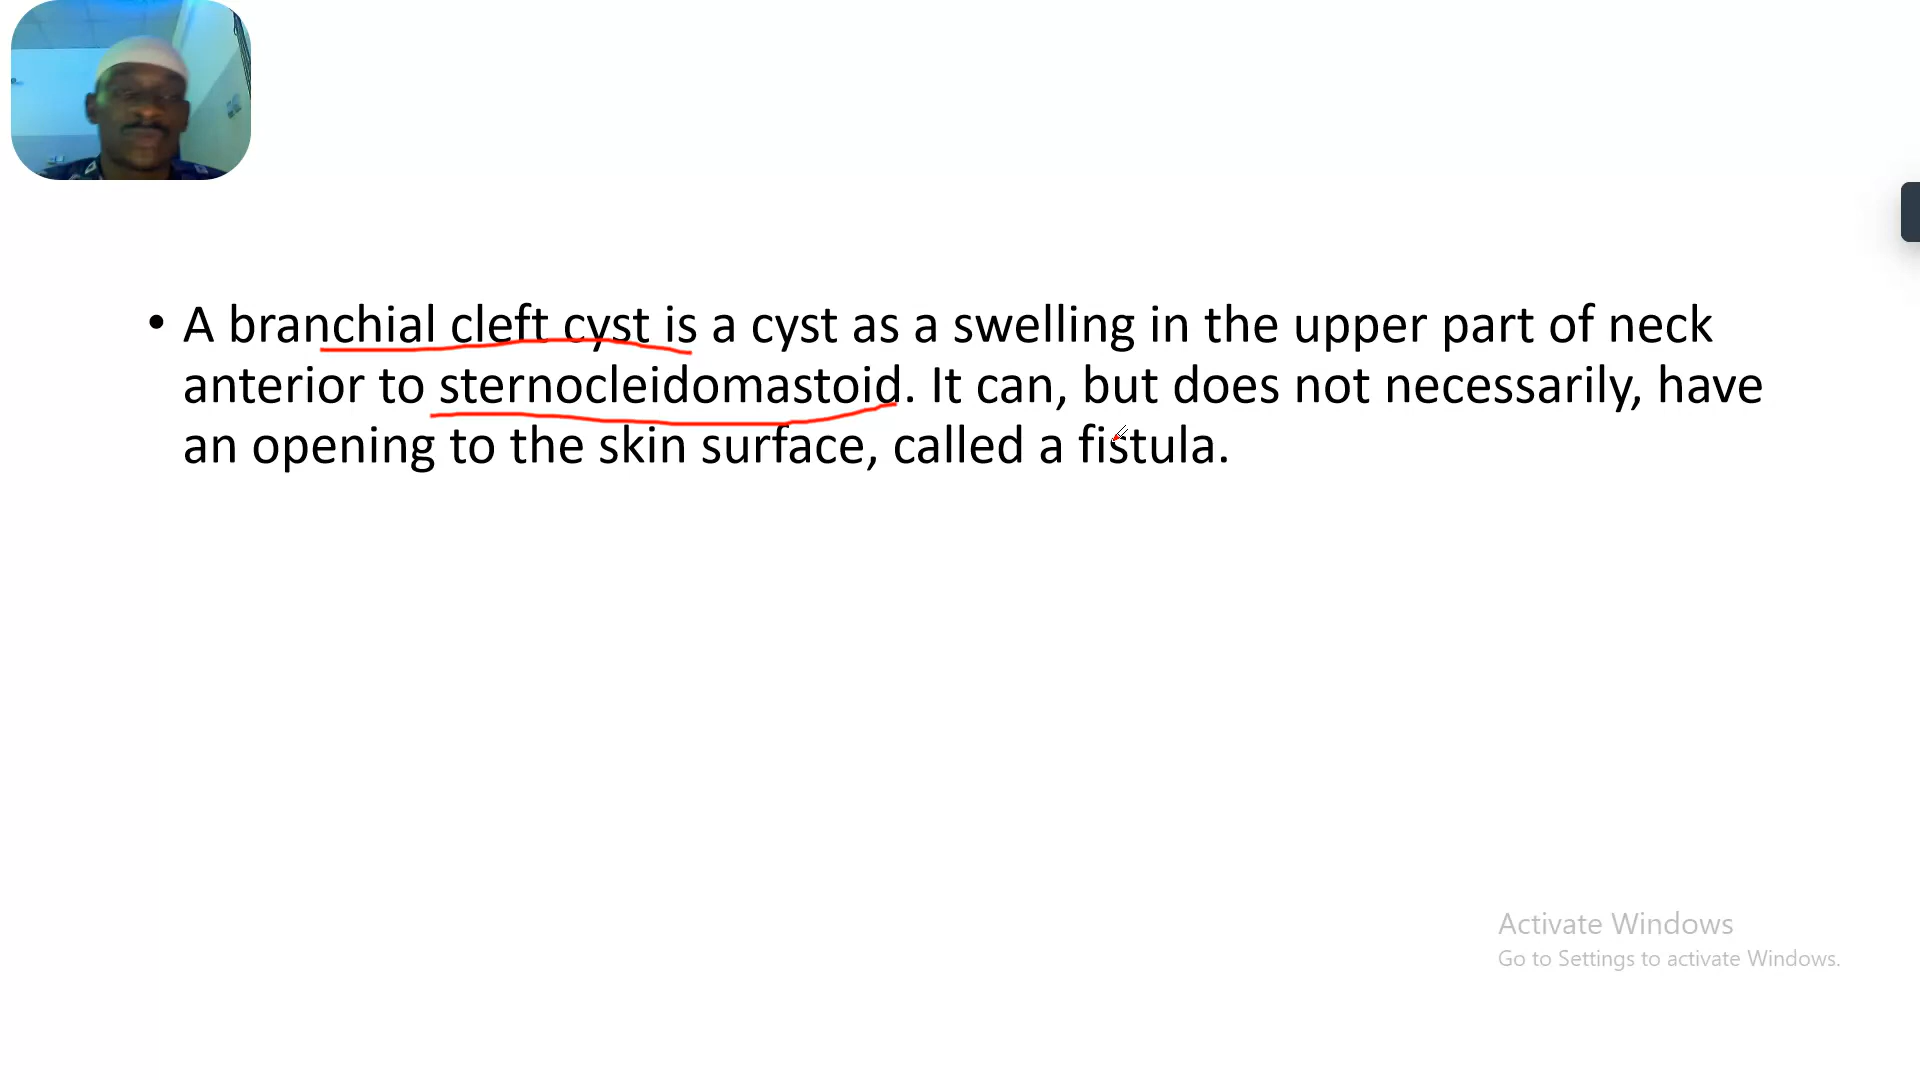 • A branchial cleft cyst is a cyst as a swelling in the upper part of neck
anterior to sternocleidomastoid. It can, but does not necessarily, have
an opening to the skin surface, called a fistula.
Activate Windows
Go to Settings to activate Windows.